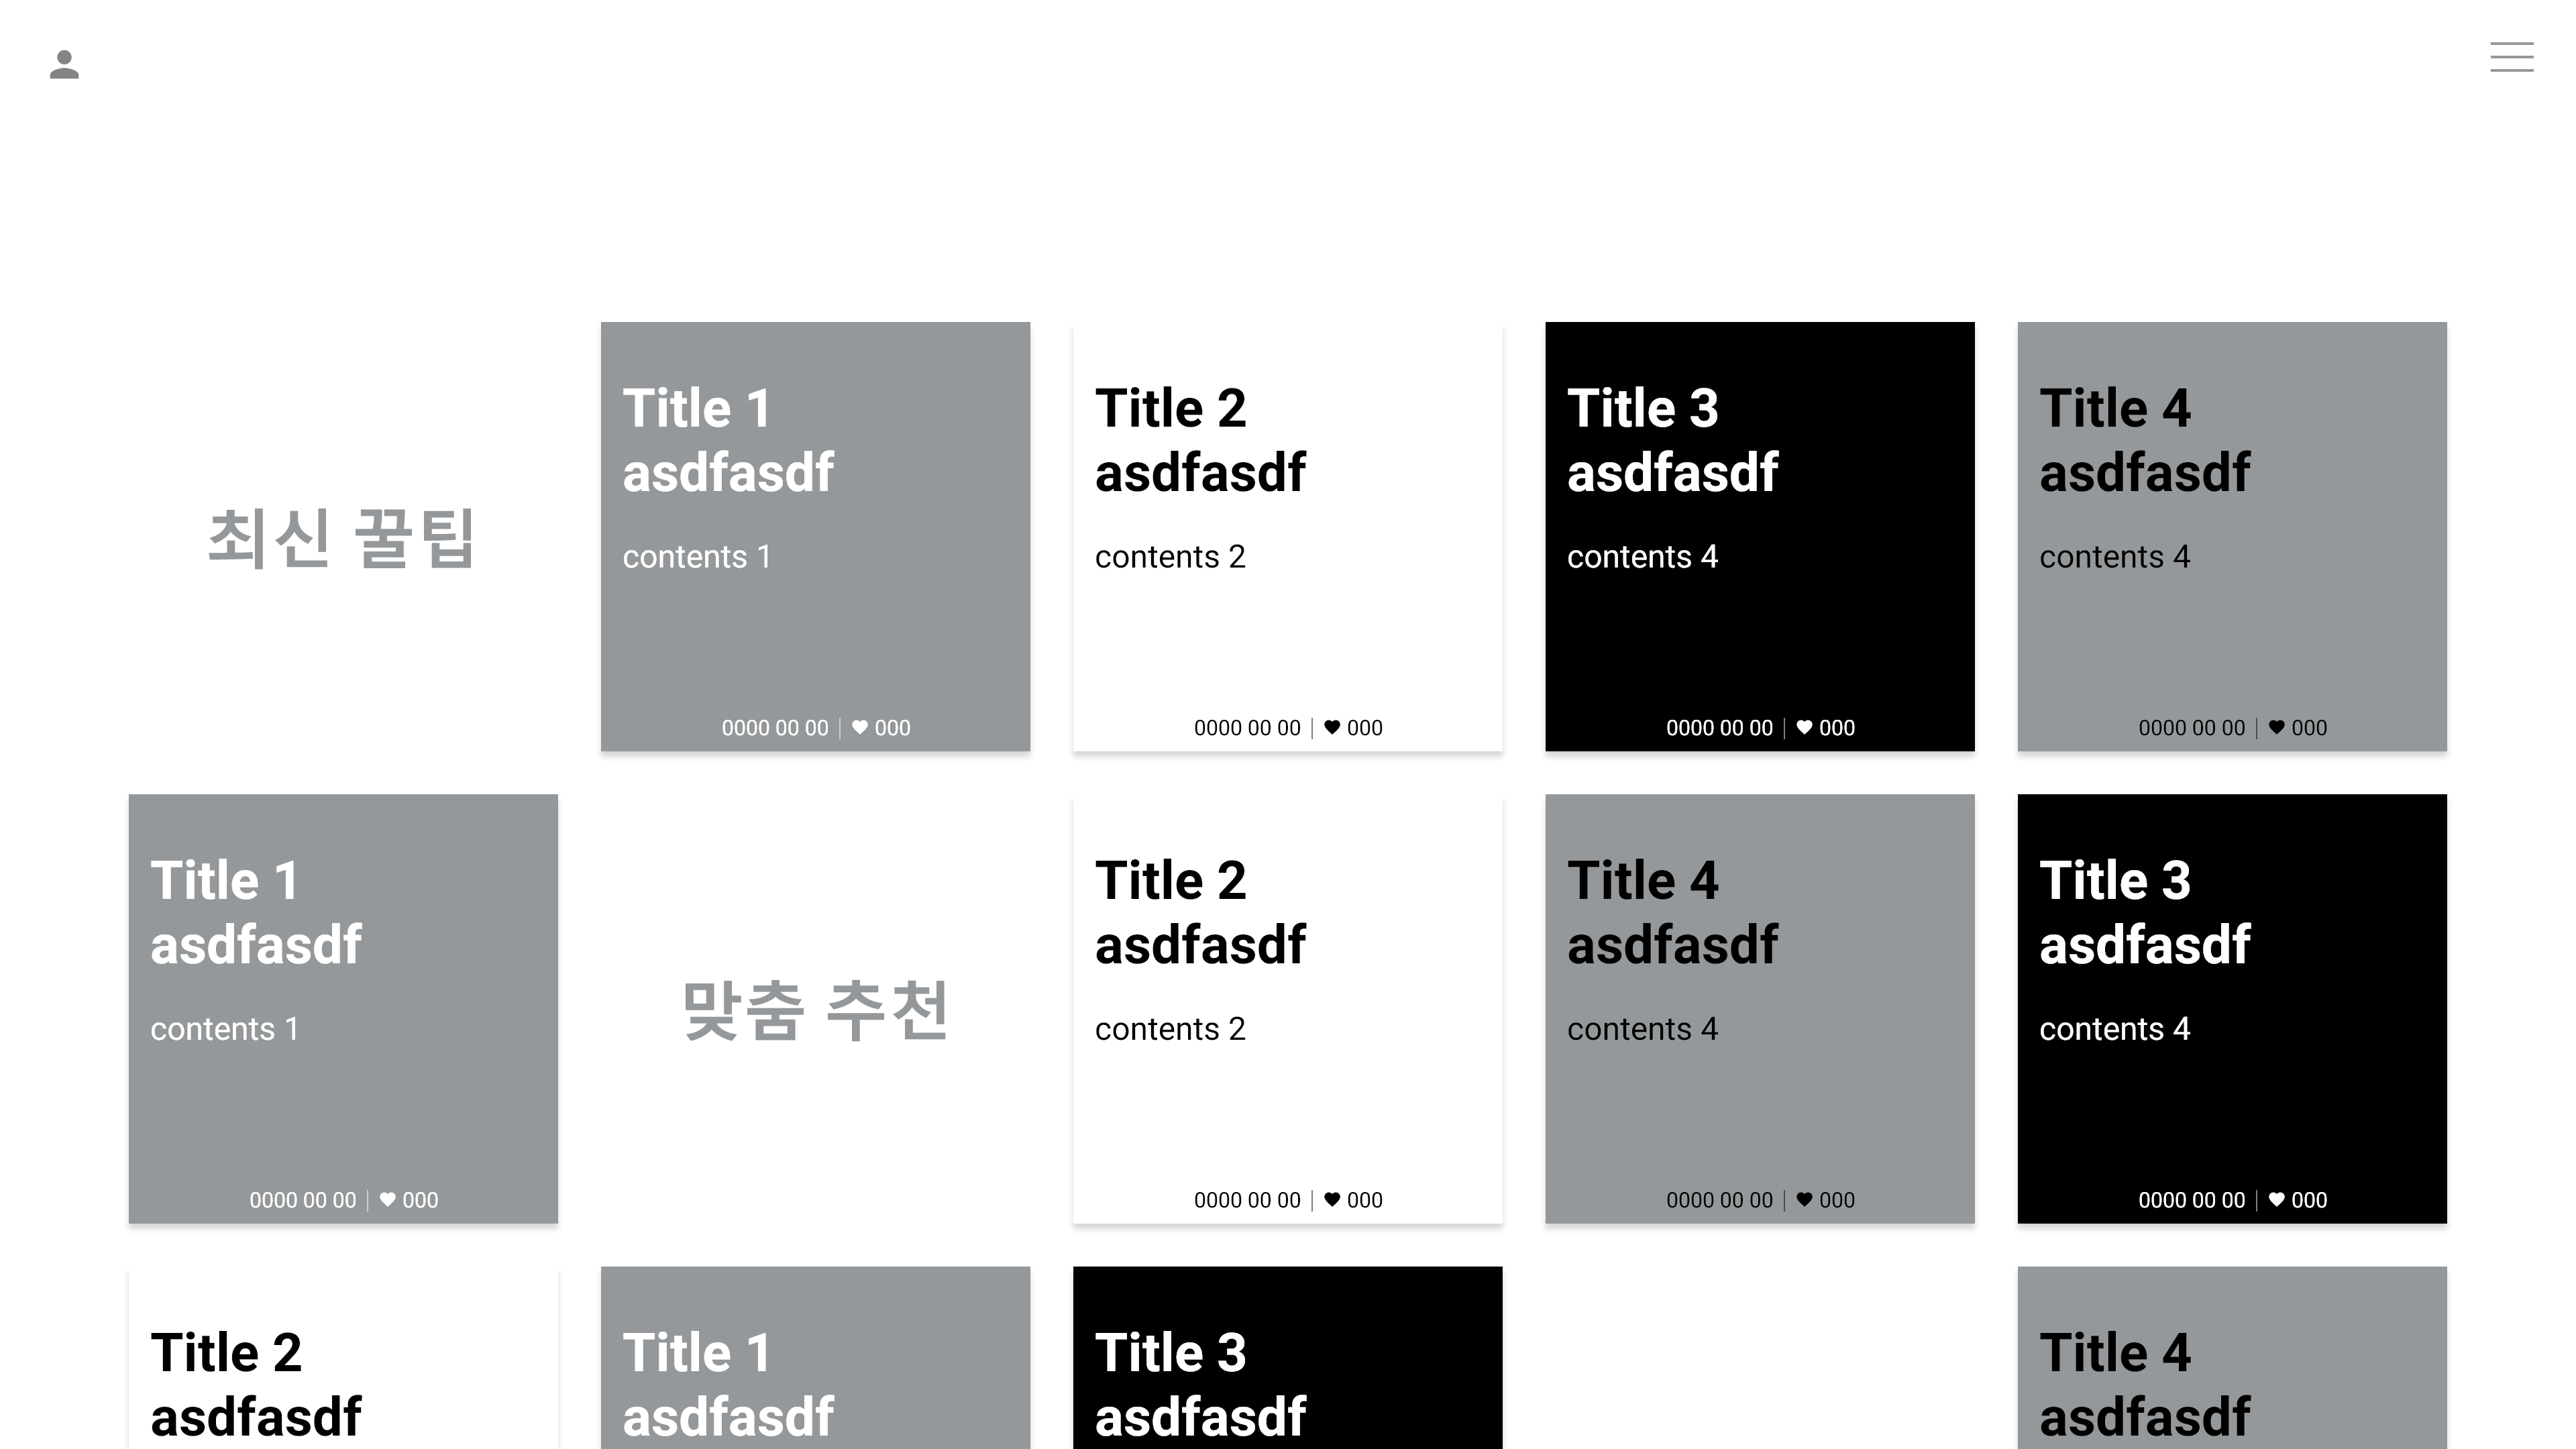 최신 꿀팁
Title 1
asdfasdf
contents 1
0000 00 00 | ♥ 000
Title 2
asdfasdf
contents 2
0000 00 00 | ♥ 000
Title 3
asdfasdf
contents 4
0000 00 00 | ♥ 000
Title 4
asdfasdf
contents 4
0000 00 00 | ♥ 000
Title 1
asdfasdf
contents 1
0000 00 00 | ♥ 000
맞춤 추천
Title 2
asdfasdf
contents 2
0000 00 00 | ♥ 000
Title 4
asdfasdf
contents 4
0000 00 00 | ♥ 000
Title 3
asdfasdf
contents 4
0000 00 00 | ♥ 000
Title 2
asdfasdf
Title 1
asdfasdf
Title 3
asdfasdf
Title 4
asdfasdf